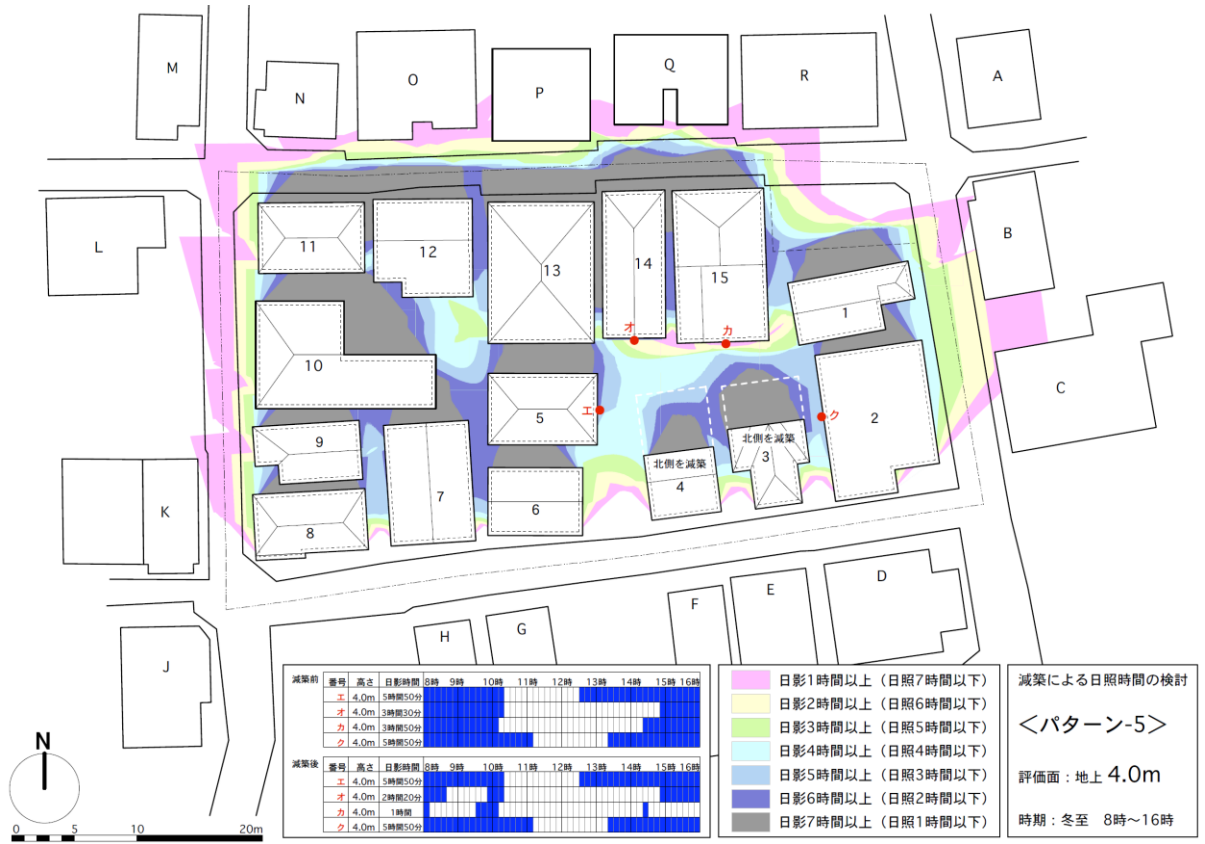 M
N
O
P
Q
R
A
L
B
11
12
13
14
15
1
オ
カ
10
C
エ
5
ク
2
9
7
北側を減築
4
北側を減築
3
K
8
6
D
E
F
G
H
J
N
0 5 10 20m
減築前 番号 高さ 日影時間 8時 9時 10時 11時 12時 13時 14時 15時 16時
エ 4.0m 5時間50分
オ 4.0m 3時間30分
カ 4.0m 3時間50分
ク 4.0m 5時間50分
減築後 番号 高さ 日影時間 8時 9時 10時 11時 12時 13時 14時 15時 16時
エ 4.0m 5時間50分
オ 4.0m 2時間20分
カ 4.0m 1時間
ク 4.0m 5時間50分
日影1時間以上(日照7時間以下)
日影2時間以上(日照6時間以下)
日影3時間以上(日照5時間以下)
日影4時間以上(日照4時間以下)
日影5時間以上(日照3時間以下)
日影6時間以上(日照2時間以下)
日影7時間以上(日照1時間以下)
減築による日照時間の検討
<パターン-5>
評価面:地上 4.0m
時期:冬至 8時~16時